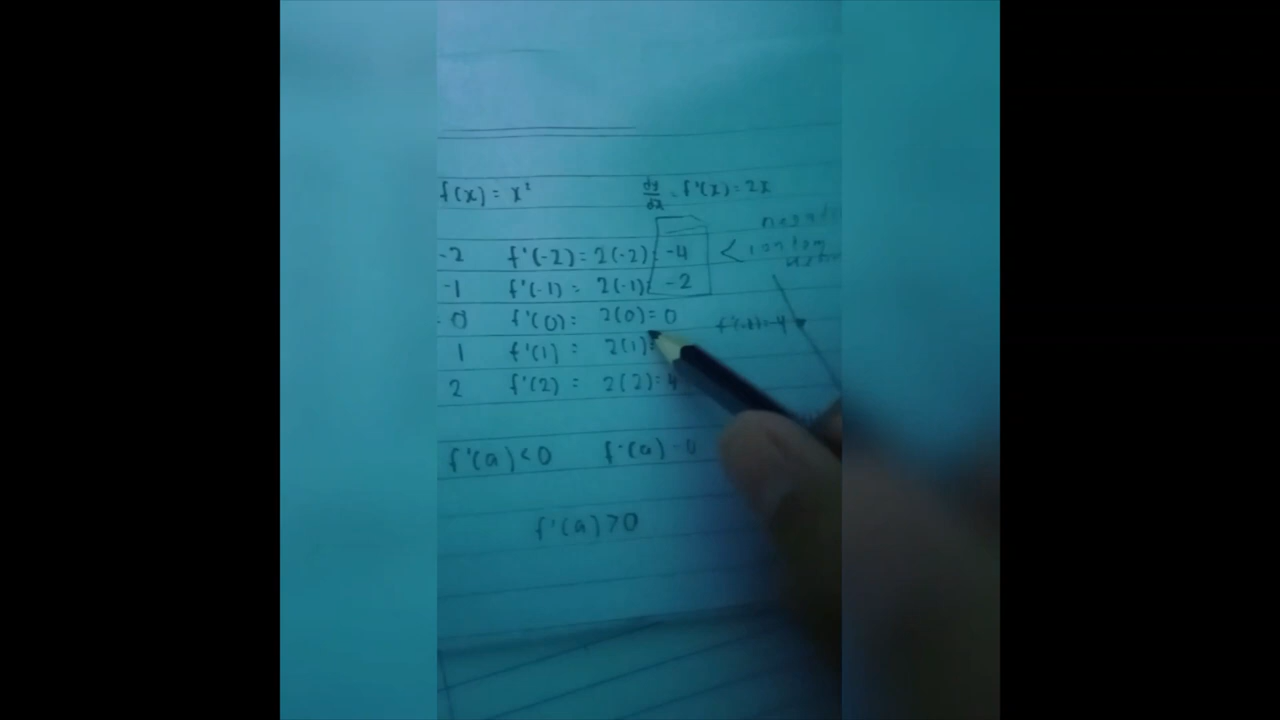 f(x) = x² dy/dx = f'(x) = 2x
-2 f'(-2) = 2(-2) = -4 <
-1 f'(-1) = 2(-1) = -2
0 f'(0) = 2(0) = 0
1 f'(1) = 2(1) =
2 f'(2) = 2(2) = 4
f'(a) < 0 f'(a) = 0
f'(a) > 0